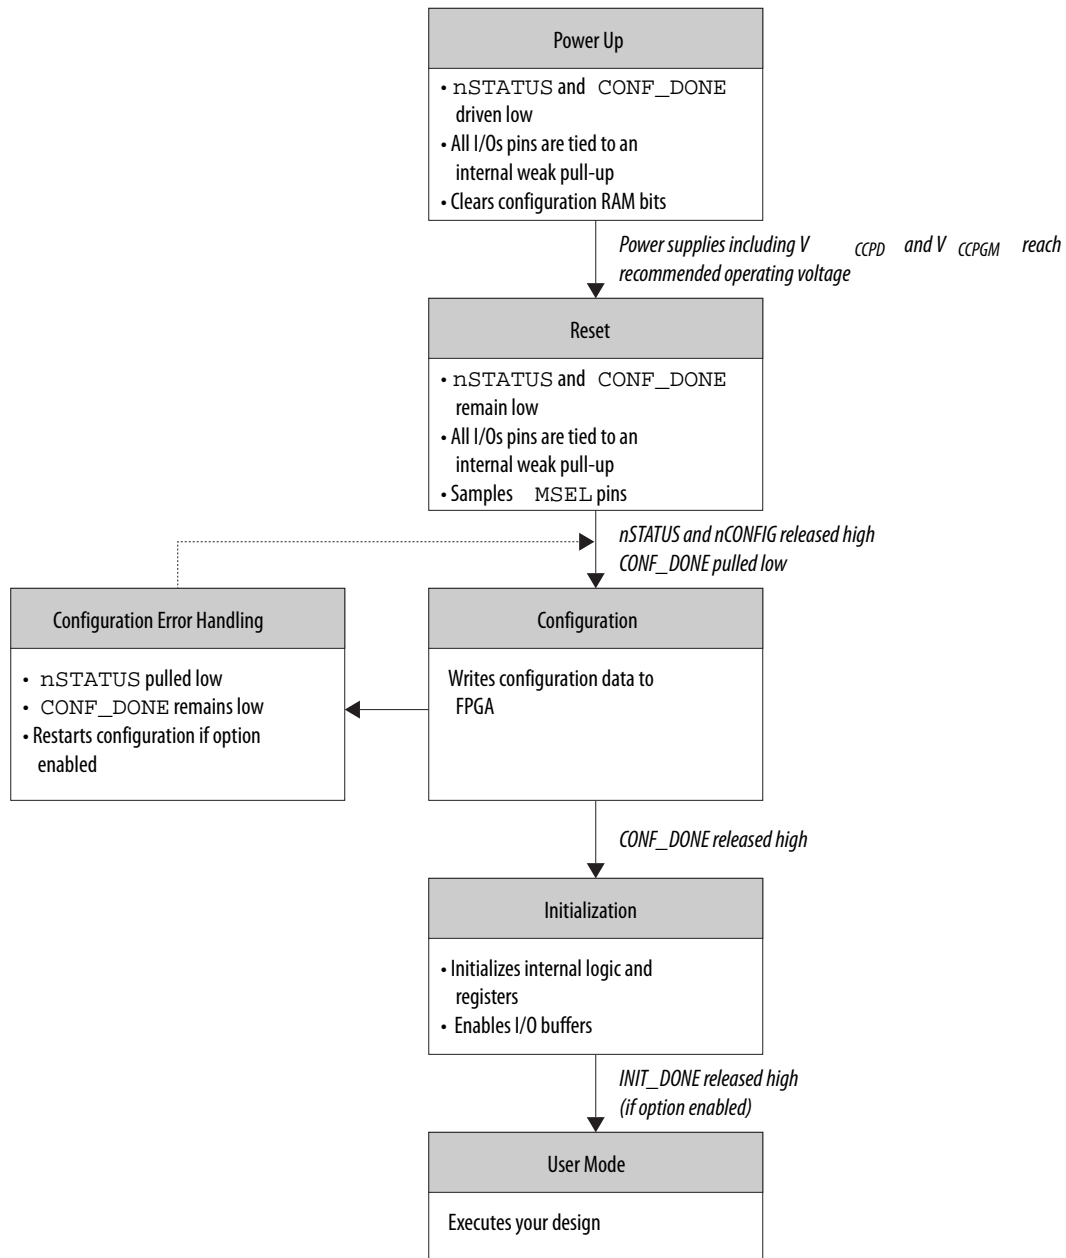 Power Up
• nSTATUS and CONF_DONE
driven low
• All I/Os pins are tied to an
internal weak pull-up
• Clears configuration RAM bits
Power supplies including V CCPD and V CCPGM reach
recommended operating voltage
Reset
• nSTATUS and CONF_DONE
remain low
• All I/Os pins are tied to an
internal weak pull-up
• Samples MSEL pins
nSTATUS and nCONFIG released high
CONF_DONE pulled low
Configuration Error Handling
• nSTATUS pulled low
• CONF_DONE remains low
• Restarts configuration if option
enabled
Configuration
Writes configuration data to
FPGA
CONF_DONE released high
Initialization
• Initializes internal logic and
registers
• Enables I/O buffers
INIT_DONE released high
(if option enabled)
User Mode
Executes your design